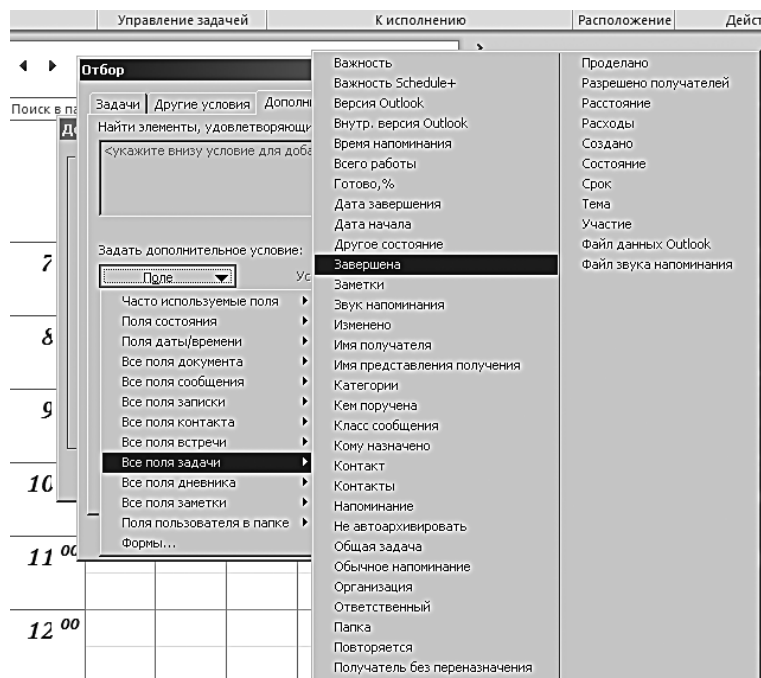 Управление задачей
К исполнению
Расположение
Дейст
Поиск в па
До
Отбор
Задачи
Другие условия
Дополни
Найти элементы, удовлетворяющи
<укажите внизу условие для доба
Задать дополнительное условие:
Поле
Ус
Часто используемые поля
Поля состояния
Поля даты/времени
Все поля документа
Все поля сообщения
Все поля записки
Все поля контакта
Все поля встречи
Все поля задачи
Все поля дневника
Все поля заметки
Поля пользователя в папке
Формы...
Важность
Важность Schedule+
Версия Outlook
Внутр. версия Outlook
Время напоминания
Всего работы
Готово,%
Дата завершения
Дата начала
Другое состояние
Завершена
Заметки
Звук напоминания
Изменено
Имя получателя
Имя представления получения
Категории
Кем поручена
Класс сообщения
Кому назначено
Контакт
Контакты
Напоминание
Не автоархивировать
Общая задача
Обычное напоминание
Организация
Ответственный
Папка
Повторяется
Получатель без переназначения
Проделано
Разрешено получателей
Расстояние
Расходы
Создано
Состояние
Срок
Тема
Участие
Файл данных Outlook
Файл звука напоминания
7
8
9
10
11 00
12 00